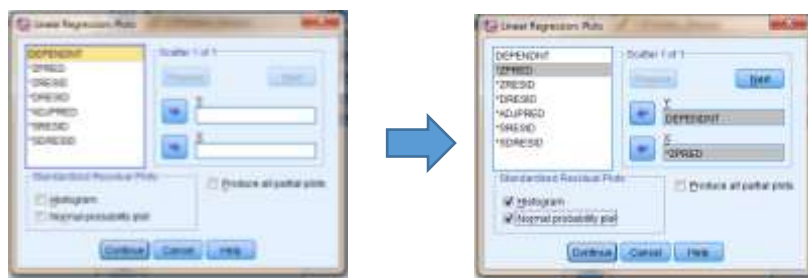 Linear Regression: Plots
DEPENDNT
*ZPRED
*ZRESID
*DRESID
*ADJPRED
*SRESID
*SDRESID
Scatter 1 of 1
Previous
Next
Y:
X:
Standardized Residual Plots
Histogram
Normal probability plot
Produce all partial plots
Continue
Cancel
Help
Linear Regression: Plots
DEPENDNT
*ZPRED
*ZRESID
*DRESID
*ADJPRED
*SRESID
*SDRESID
Scatter 1 of 1
Previous
Next
Y:
DEPENDNT
X:
*ZPRED
Standardized Residual Plots
Histogram
Normal probability plot
Produce all partial plots
Continue
Cancel
Help